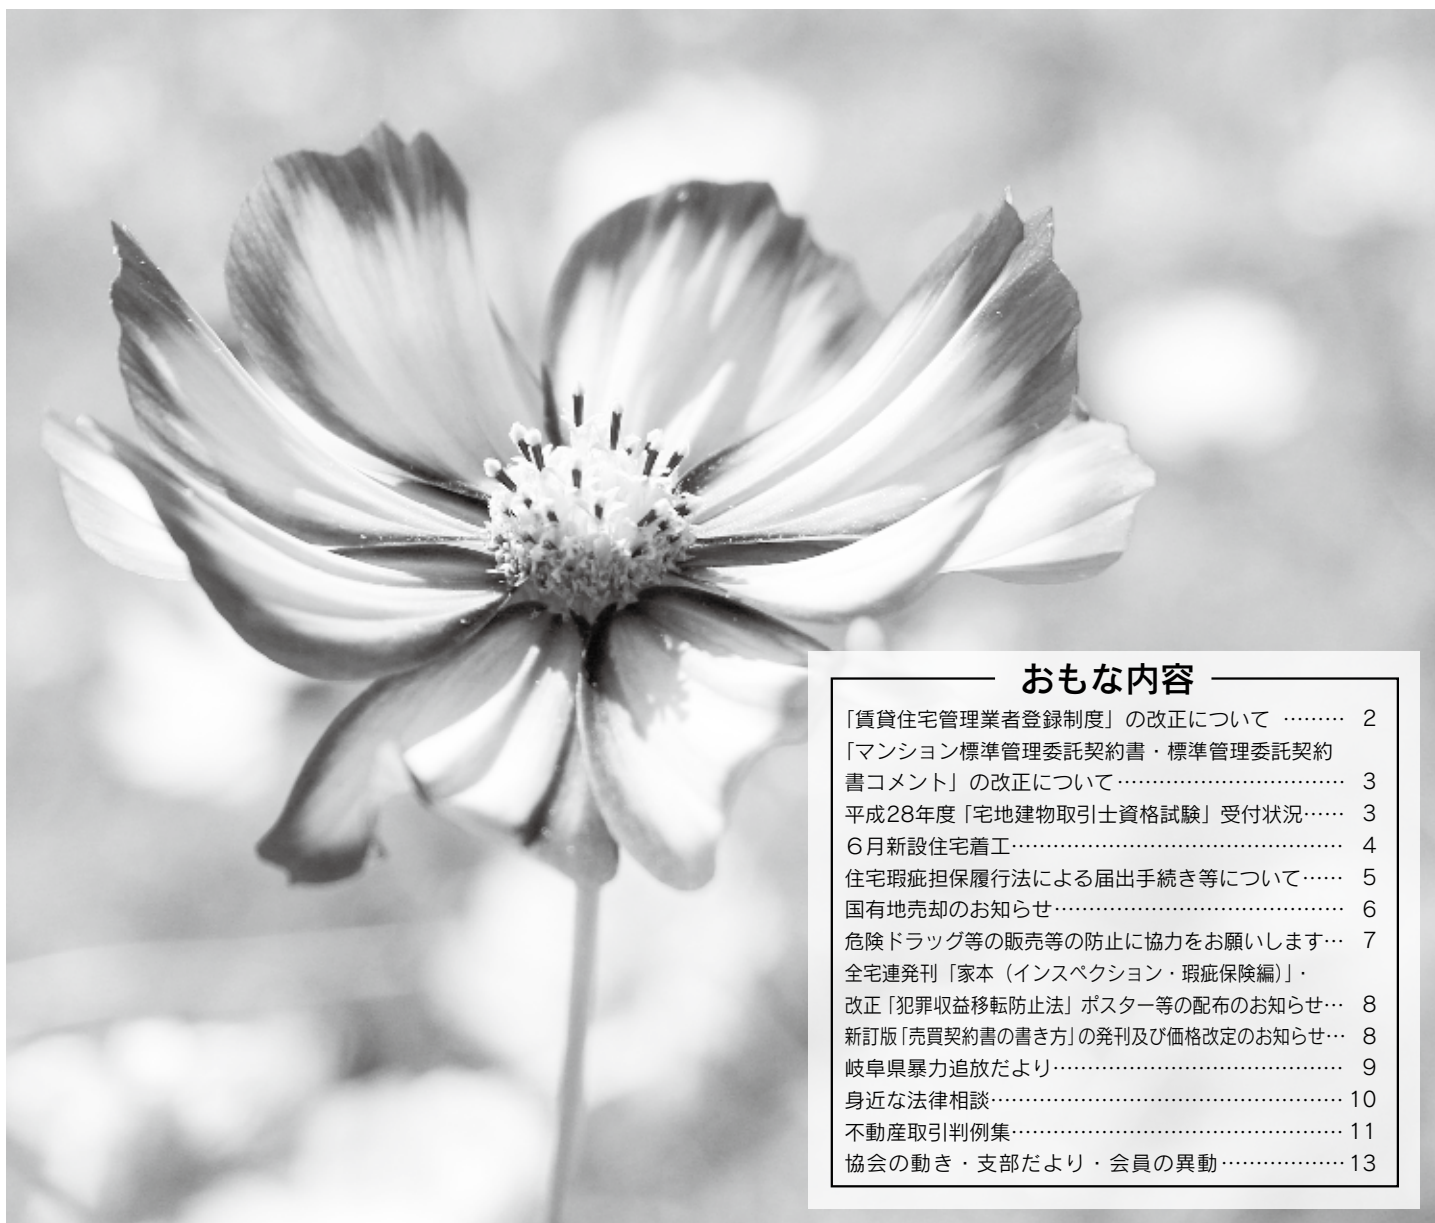 おもな内容
「賃貸住宅管理業者登録制度」の改正について ……… 2
「マンション標準管理委託契約書・標準管理委託契約
書コメント」の改正について…………………………… 3
平成28年度「宅地建物取引士資格試験」受付状況…… 3
６月新設住宅着工………………………………………… 4
住宅瑕疵担保履行法による届出手続き等について…… 5
国有地売却のお知らせ…………………………………… 6
危険ドラッグ等の販売等の防止に協力をお願いします… 7
全宅連発刊「家本（インスペクション・瑕疵保険編）」・
改正「犯罪収益移転防止法」ポスター等の配布のお知らせ… 8
新訂版「売買契約書の書き方」の発刊及び価格改定のお知らせ… 8
岐阜県暴力追放だより…………………………………… 9
身近な法律相談…………………………………………… 10
不動産取引判例集………………………………………… 11
協会の動き・支部だより・会員の異動……………… 13